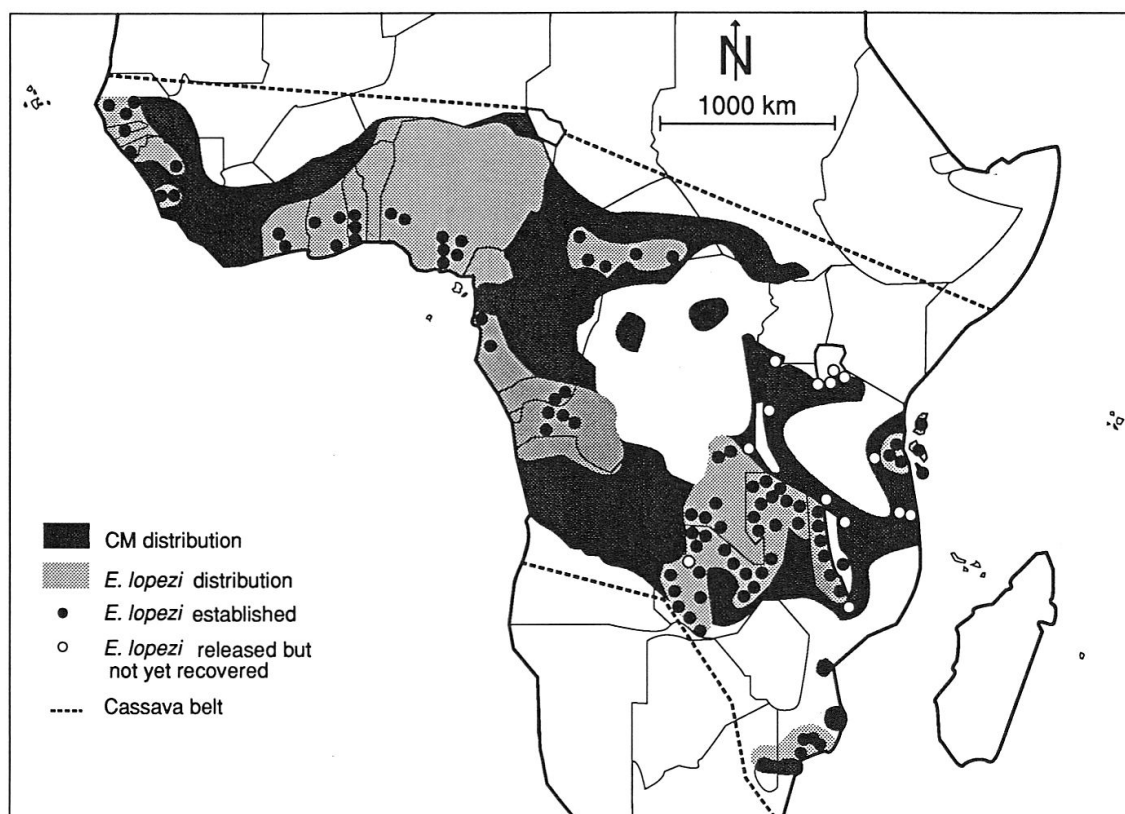 N
1000 km
CM distribution
E. lopezi distribution
E. lopezi established
E. lopezi released but
not yet recovered
Cassava belt